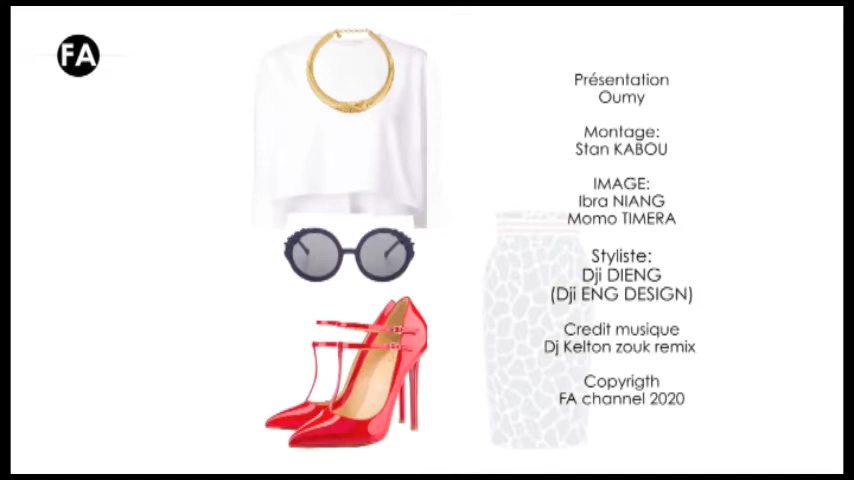 FA
Présentation
Oumy
Montage:
Stan KABOU
IMAGE:
Ibra NIANG
Momo TIMERA
Styliste:
Dji DIENG
(Dji ENG DESIGN)
Credit musique
Dj Kelton zouk remix
Copyrigth
FA channel 2020